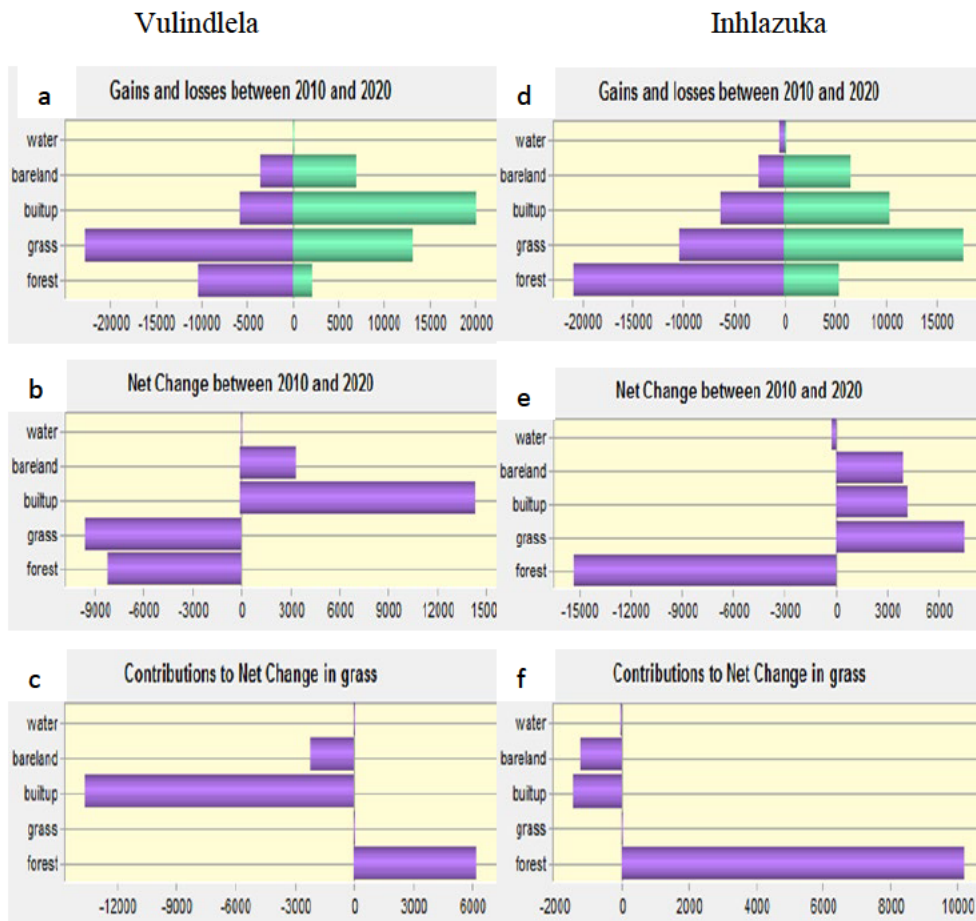 Vulindlela
Inhlazuka
a
Gains and losses between 2010 and 2020
water
bareland
builtup
grass
forest
-20000 -15000 -10000 -5000 0 5000 10000 15000 20000
d
Gains and losses between 2010 and 2020
water
bareland
builtup
grass
forest
-20000 -15000 -10000 -5000 0 5000 10000 15000
b
Net Change between 2010 and 2020
water
bareland
builtup
grass
forest
-9000 -6000 -3000 0 3000 6000 9000 12000 1500
e
Net Change between 2010 and 2020
water
bareland
builtup
grass
forest
-15000 -12000 -9000 -6000 -3000 0 3000 6000
c
Contributions to Net Change in grass
water
bareland
builtup
grass
forest
-12000 -9000 -6000 -3000 0 3000 6000
f
Contributions to Net Change in grass
water
bareland
builtup
grass
forest
-2000 0 2000 4000 6000 8000 10000